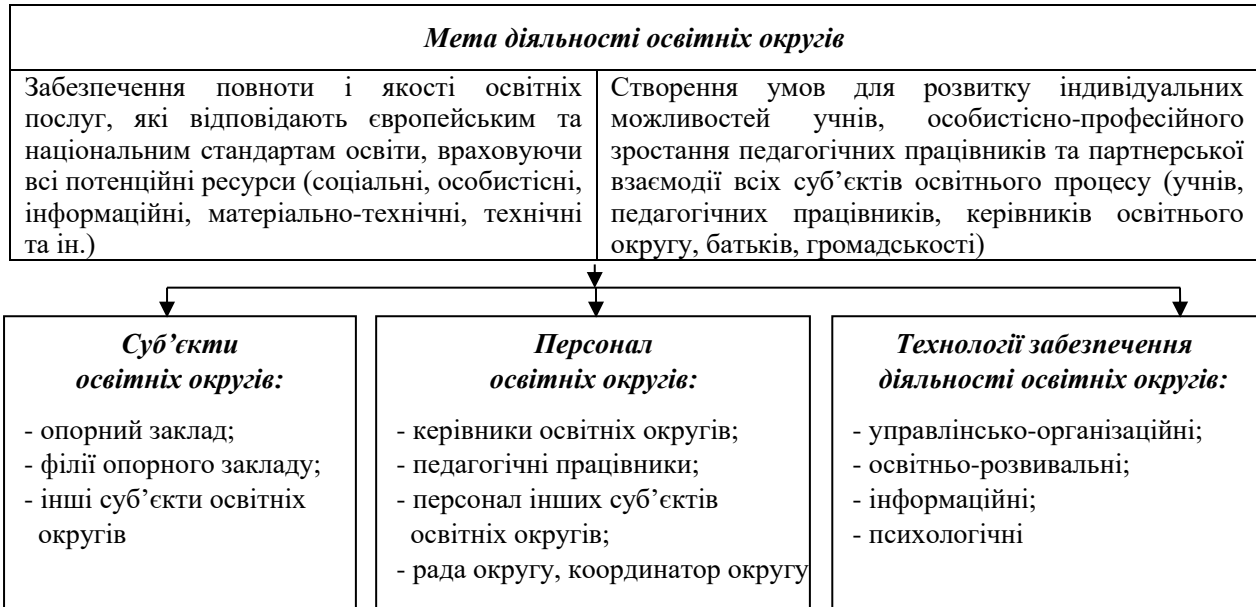 Мета діяльності освітніх округів
Забезпечення повноти і якості освітніх
послуг, які відповідають європейським та
національним стандартам освіти, враховуючи
всі потенційні ресурси (соціальні, особистісні,
інформаційні, матеріально-технічні, технічні
та ін.)
Створення умов для розвитку індивідуальних
можливостей учнів, особистісно-професійного
зростання педагогічних працівників та партнерської
взаємодії всіх суб’єктів освітнього процесу (учнів,
педагогічних працівників, керівників освітнього
округу, батьків, громадськості)
Суб’єкти
освітніх округів:
- опорний заклад;
- філії опорного закладу;
- інші суб’єкти освітніх
округів
Персонал
освітніх округів:
- керівники освітніх округів;
- педагогічні працівники;
- персонал інших суб’єктів
освітніх округів;
- рада округу, координатор округу
Технології забезпечення
діяльності освітніх округів:
- управлінсько-організаційні;
- освітньо-розвивальні;
- інформаційні;
- психологічні